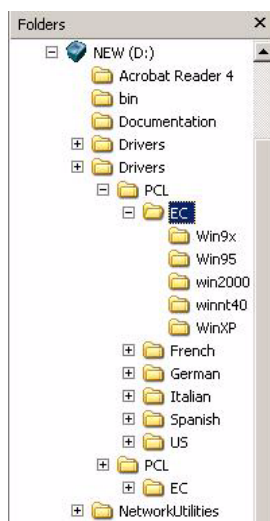 Folders
NEW (D:)
Acrobat Reader 4
bin
Documentation
Drivers
Drivers
PCL
EC
Win9x
Win95
win2000
winnt40
WinXP
French
German
Italian
Spanish
US
PCL
EC
NetworkUtilities